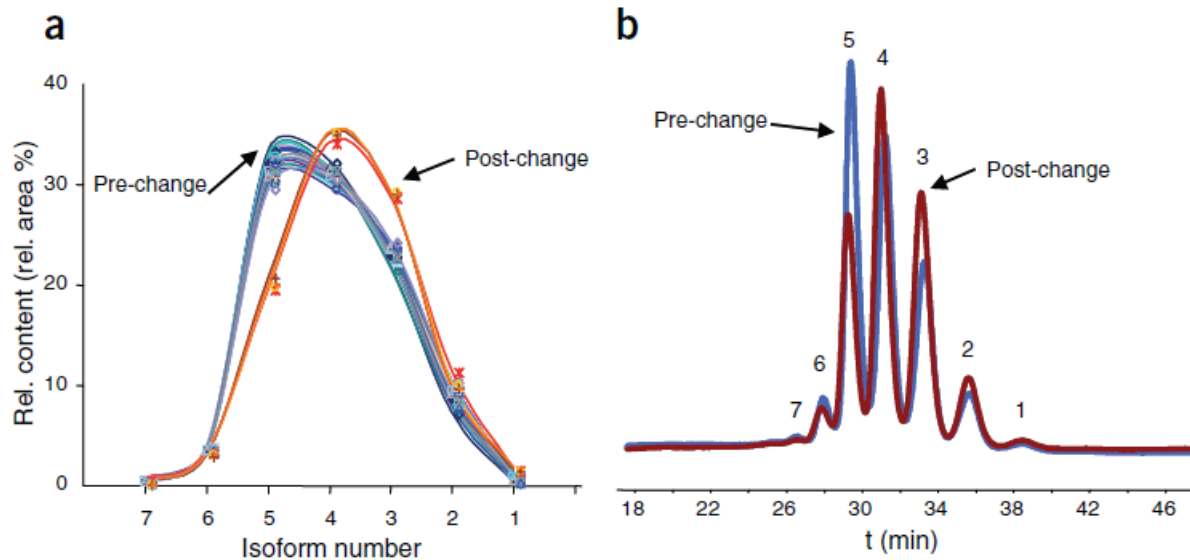 a
Rel. content (rel. area %)
40
30
20
10
0
Pre-change
Post-change
7 6 5 4 3 2 1
Isoform number
b
5
4
3
6
2
7
1
Pre-change
Post-change
18 22 26 30 34 38 42 46
t (min)